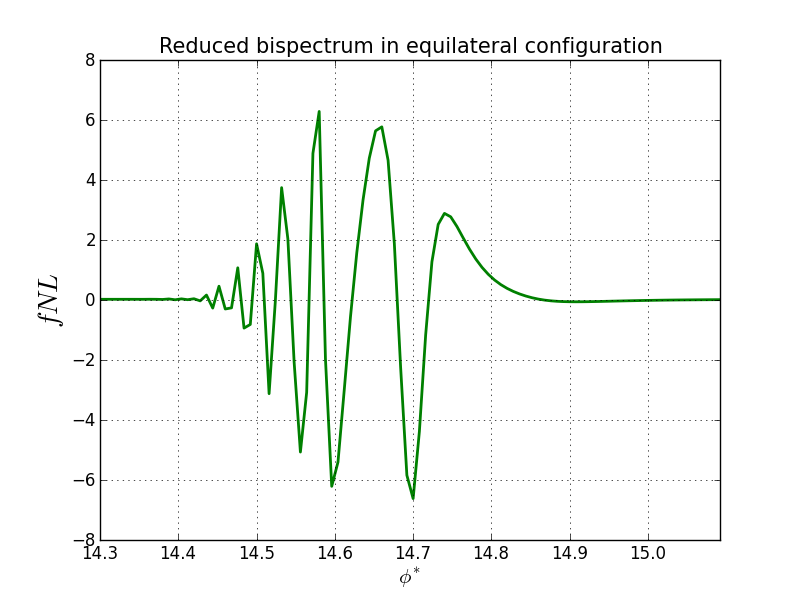 Reduced bispectrum in equilateral configuration
8
6
4
2
0
−2
−4
−6
−8
fNL
14.3 14.4 14.5 14.6 14.7 14.8 14.9 15.0
ϕ*